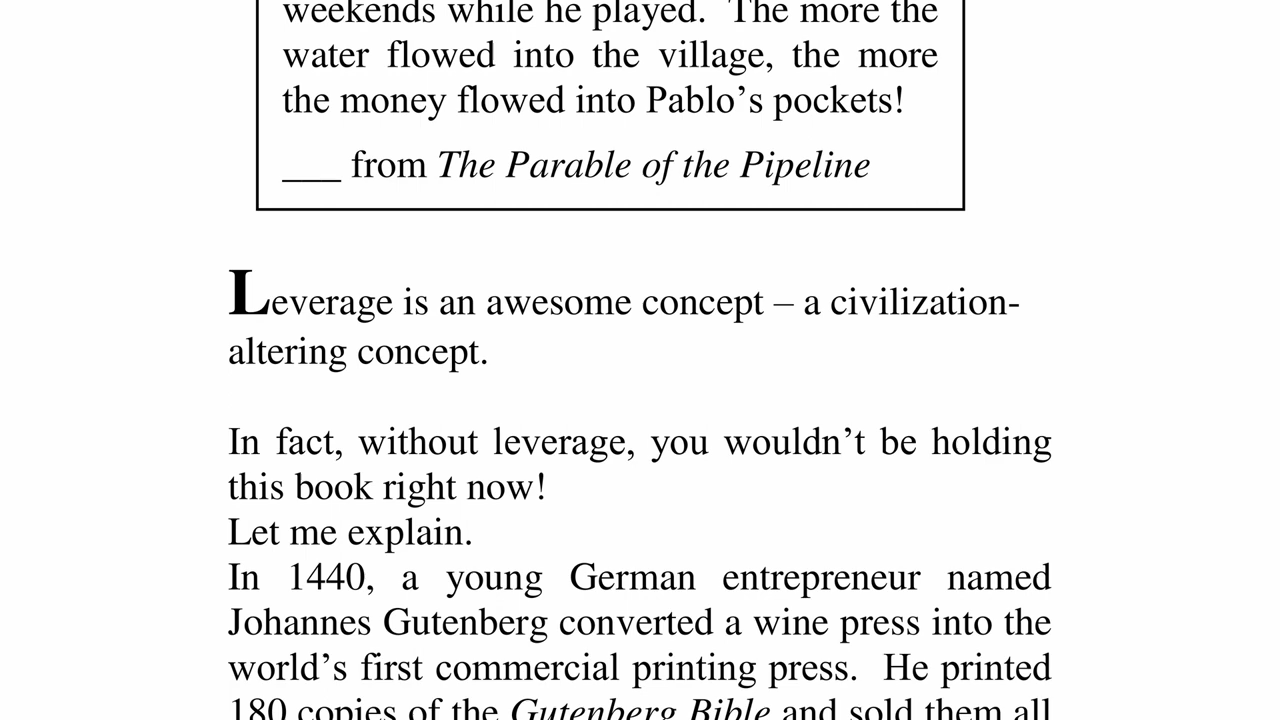 weekends while he played.  The more the
water flowed into the village, the more
the money flowed into Pablo’s pockets!
___ from The Parable of the Pipeline
Leverage is an awesome concept – a civilization-
altering concept.
In fact, without leverage, you wouldn’t be holding
this book right now!
Let me explain.
In 1440, a young German entrepreneur named
Johannes Gutenberg converted a wine press into the
world’s first commercial printing press.  He printed
180 copies of the Gutenberg Bible and sold them all